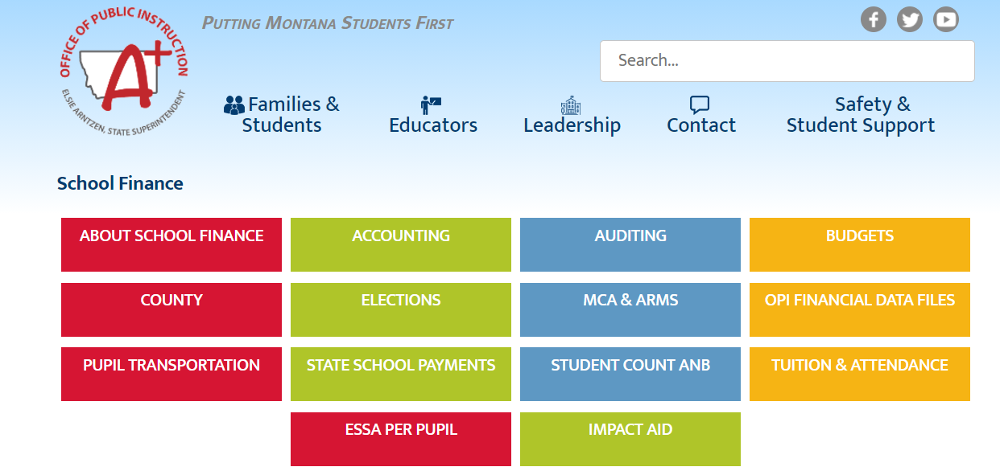 OFFICE OF PUBLIC INSTRUCTION
A+
ELSIE ARNTZEN, STATE SUPERINTENDENT
PUTTING MONTANA STUDENTS FIRST
Search...
Families &
Students
Educators
Leadership
Contact
Safety &
Student Support
School Finance
ABOUT SCHOOL FINANCE
ACCOUNTING
AUDITING
BUDGETS
COUNTY
ELECTIONS
MCA & ARMS
OPI FINANCIAL DATA FILES
PUPIL TRANSPORTATION
STATE SCHOOL PAYMENTS
STUDENT COUNT ANB
TUITION & ATTENDANCE
ESSA PER PUPIL
IMPACT AID